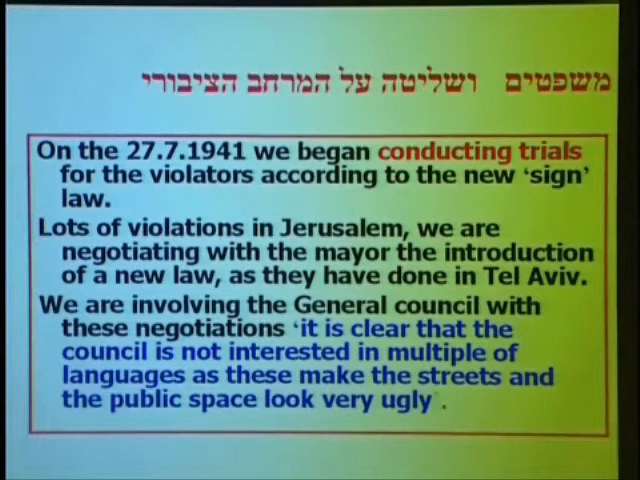 משפטים ושליטה על המרחב הציבורי
On the 27.7.1941 we began conducting trials
for the violators according to the new ‘sign’
law.
Lots of violations in Jerusalem, we are
negotiating with the mayor the introduction
of a new law, as they have done in Tel Aviv.
We are involving the General council with
these negotiations ‘it is clear that the
council is not interested in multiple of
languages as these make the streets and
the public space look very ugly’.